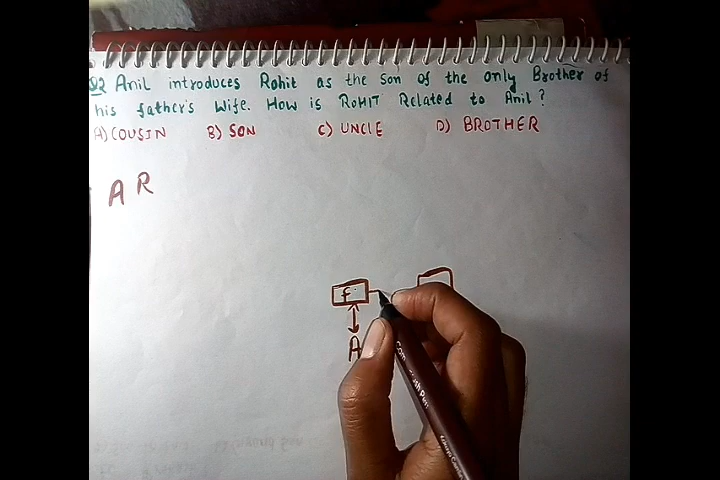 Q2 Anil introduces Rohit as the Son of the Only Brother of
his father's Wife. How is ROHIT Related to Anil?
A) COUSIN B) SON C) UNCLE D) BROTHER
A R
f
A